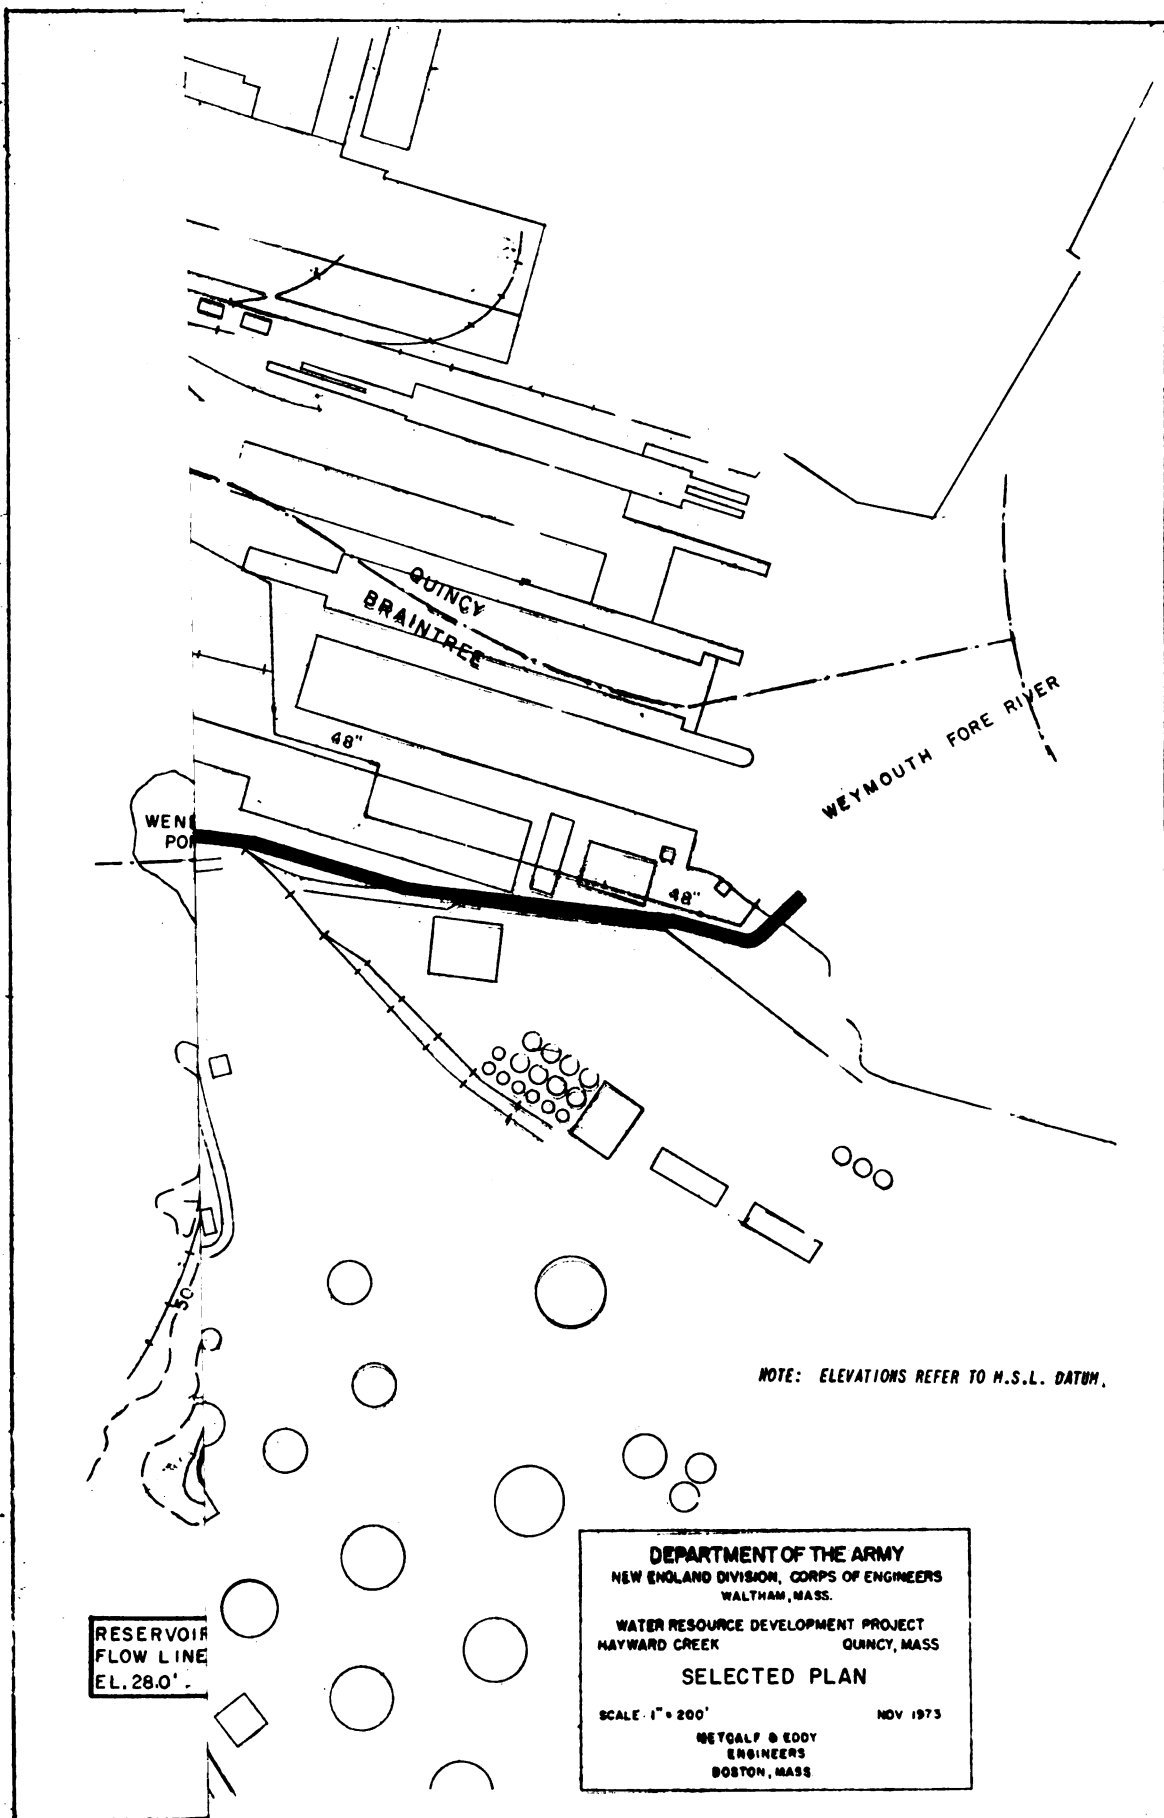 QUINCY
BRAINTREE
WEYMOUTH FORE RIVER
48"
48"
50
NOTE: ELEVATIONS REFER TO M.S.L. DATUM.
RESERVOIR
FLOW LINE
EL. 28.0'.
DEPARTMENT OF THE ARMY
NEW ENGLAND DIVISION, CORPS OF ENGINEERS
WALTHAM, MASS.
WATER RESOURCE DEVELOPMENT PROJECT
HAYWARD CREEK QUINCY, MASS
SELECTED PLAN
SCALE: 1" = 200' NOV 1973
METCALF & EDDY
ENGINEERS
BOSTON, MASS